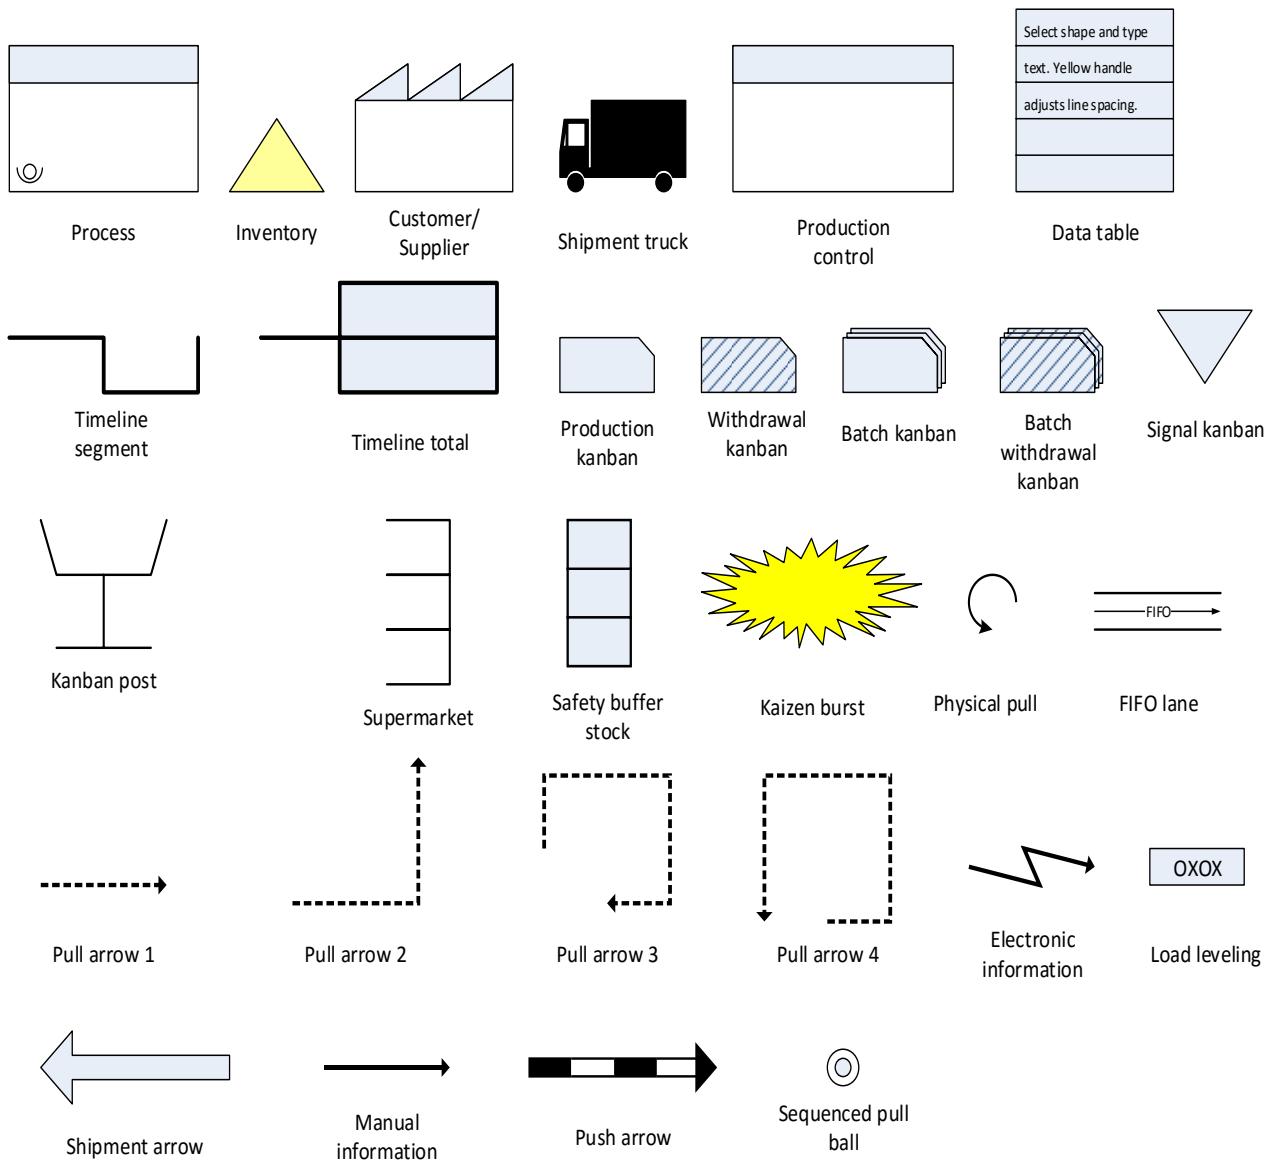 Select shape and type
text. Yellow handle
adjusts line spacing.
Process
Inventory
Customer/
Supplier
Shipment truck
Production
control
Data table
Timeline
segment
Timeline total
Production
kanban
Withdrawal
kanban
Batch kanban
Batch
withdrawal
kanban
Signal kanban
FIFO
Kanban post
Supermarket
Safety buffer
stock
Kaizen burst
Physical pull
FIFO lane
OXOX
Pull arrow 1
Pull arrow 2
Pull arrow 3
Pull arrow 4
Electronic
information
Load leveling
Shipment arrow
Manual
information
Push arrow
Sequenced pull
ball